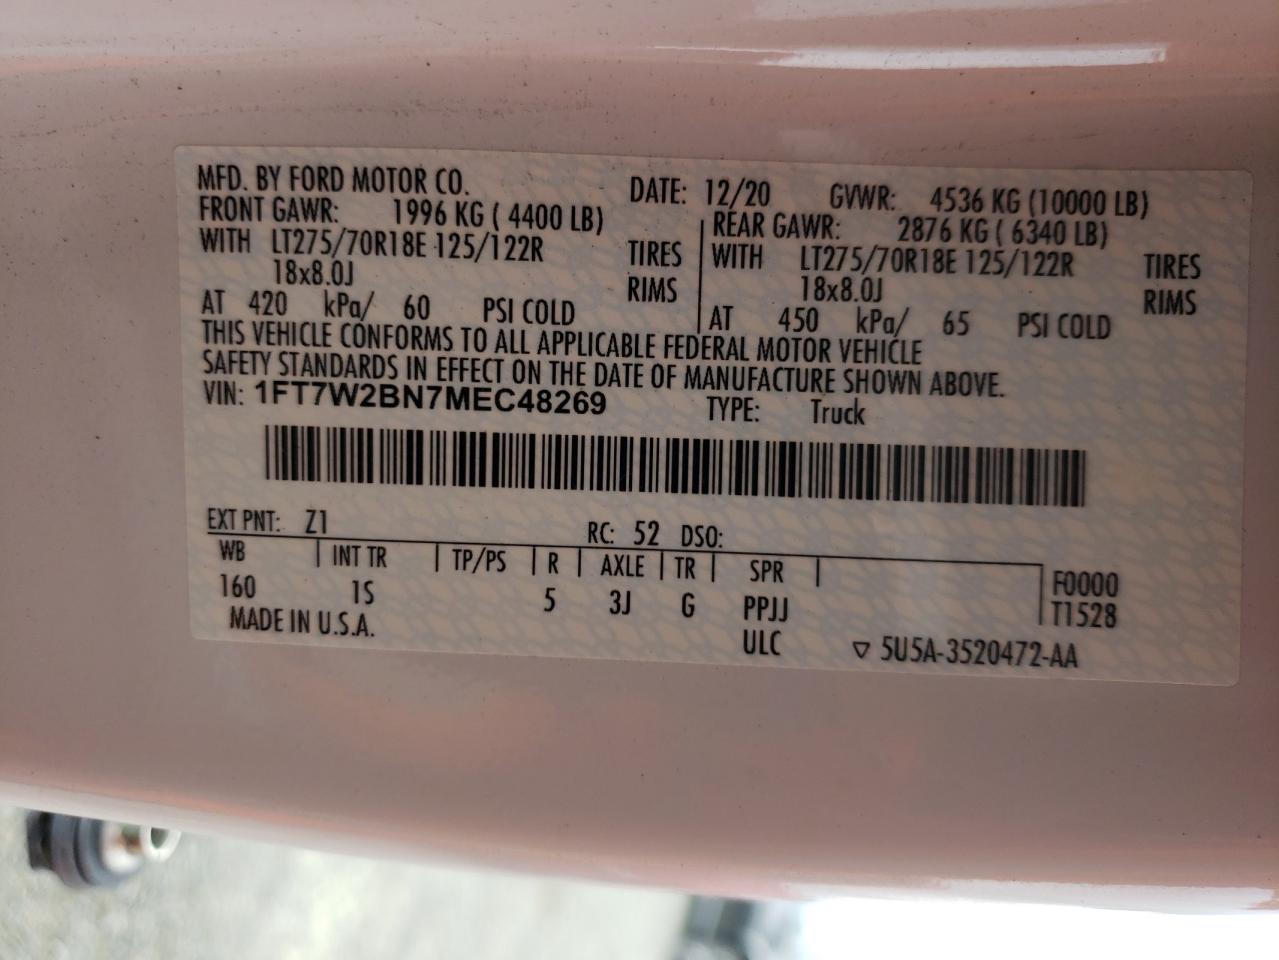 MFD. BY FORD MOTOR CO. DATE: 12/20 GVWR: 4536 KG (10000 LB)
FRONT GAWR: 1996 KG ( 4400 LB) REAR GAWR: 2876 KG ( 6340 LB)
WITH LT275/70R18E 125/122R TIRES WITH LT275/70R18E 125/122R TIRES
18x8.0J RIMS 18x8.0J RIMS
AT 420 kPa/ 60 PSI COLD AT 450 kPa/ 65 PSI COLD
THIS VEHICLE CONFORMS TO ALL APPLICABLE FEDERAL MOTOR VEHICLE
SAFETY STANDARDS IN EFFECT ON THE DATE OF MANUFACTURE SHOWN ABOVE.
VIN: 1FT7W2BN7MEC48269 TYPE: Truck
EXT PNT: Z1 RC: 52 DSO:
WB INT TR TP/PS R AXLE TR SPR F0000
160 1S 5 3J G PPJJ T1528
MADE IN U.S.A. ULC ▽ 5U5A-3520472-AA